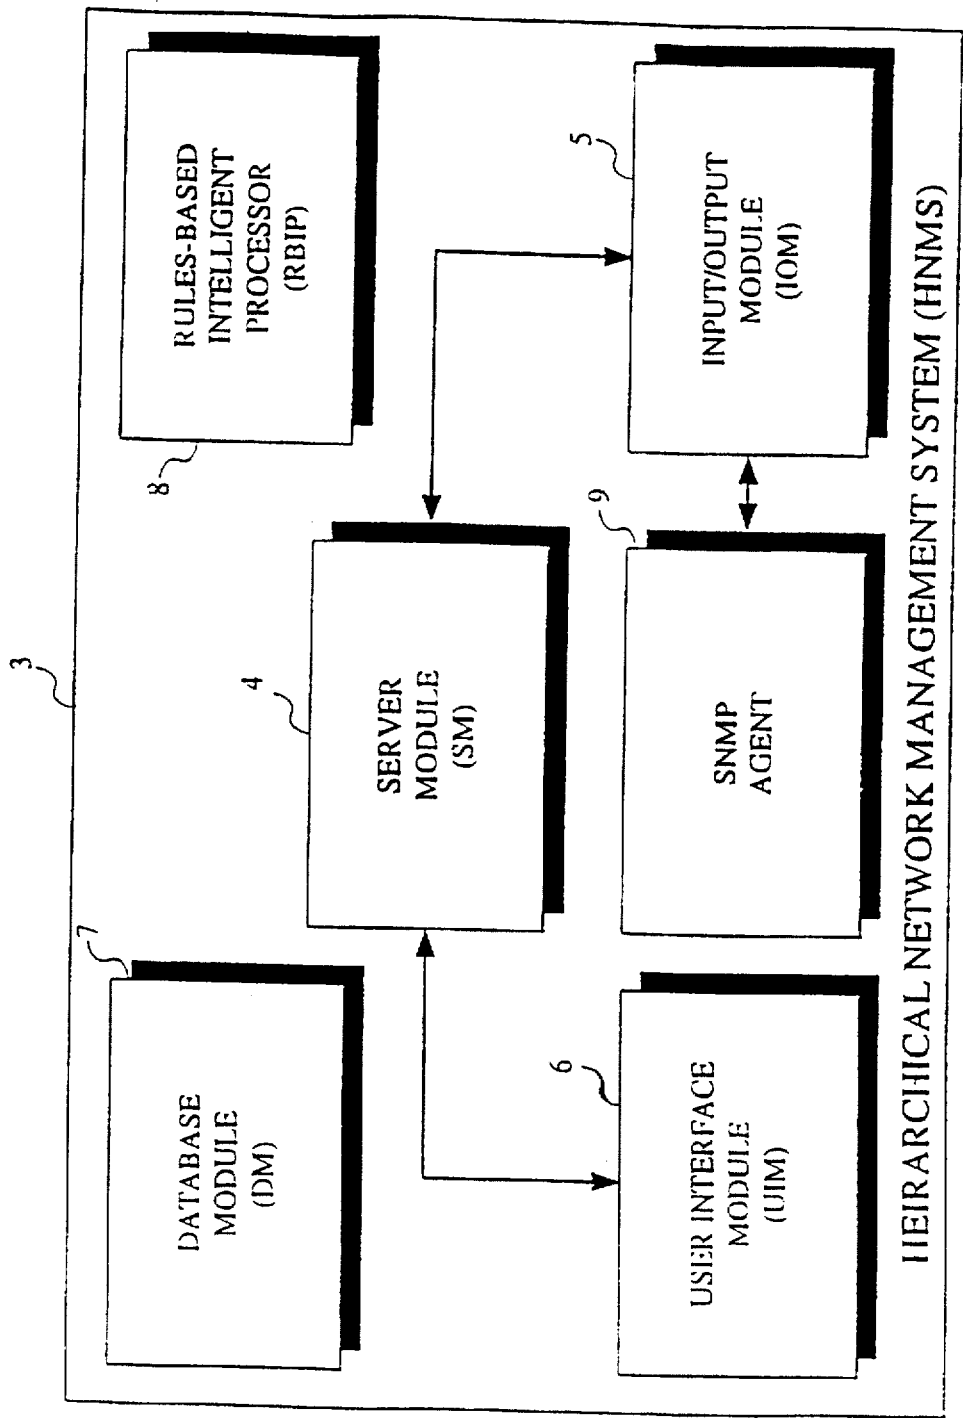 3
7
DATABASE
MODULE
(DM)
4
SERVER
MODULE
(SM)
8
RULES-BASED
INTELLIGENT
PROCESSOR
(RBIP)
6
USER INTERFACE
MODULE
(UIM)
9
SNMP
AGENT
5
INPUT/OUTPUT
MODULE
(IOM)
HEIRARCHICAL NETWORK MANAGEMENT SYSTEM (HNMS)